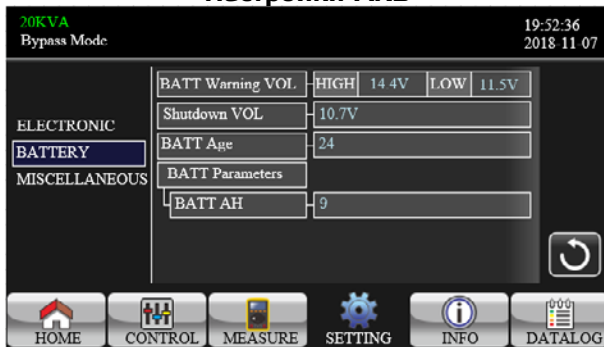 20KVA
Bypass Mode
19:52:36
2018-11-07
BATT Warning VOL HIGH 14.4V LOW 11.5V
Shutdown VOL 10.7V
ELECTRONIC
BATT Age 24
BATTERY
BATT Parameters
MISCELLANEOUS
BATT AH 9
HOME CONTROL MEASURE SETTING INFO DATALOG